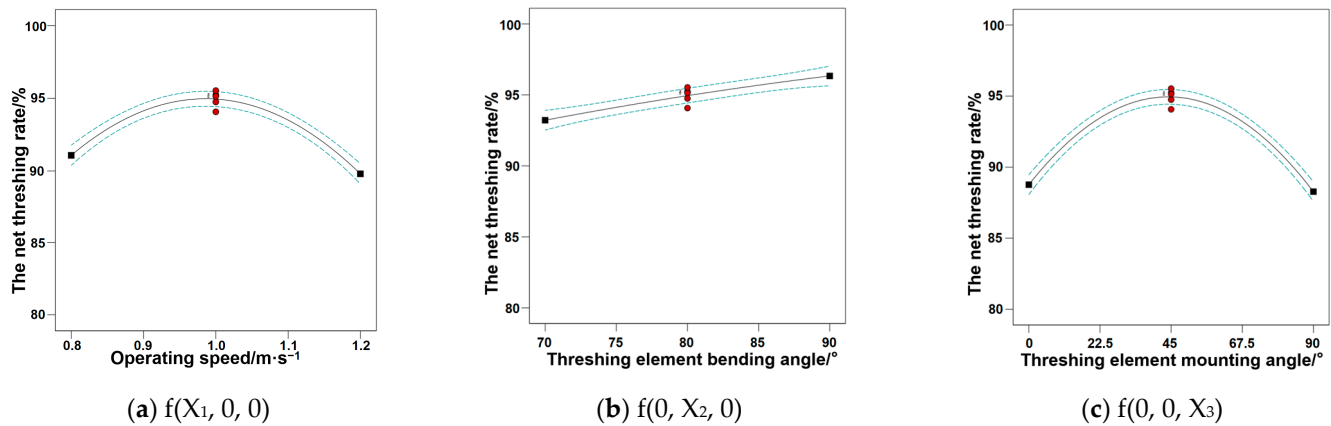 The net threshing rate/%
100
95
90
85
80
0.8 0.9 1.0 1.1 1.2
Operating speed/m·s⁻¹
(a) f(X₁, 0, 0)
The net threshing rate/%
100
95
90
85
80
70 75 80 85 90
Threshing element bending angle/°
(b) f(0, X₂, 0)
The net threshing rate/%
100
95
90
85
80
0 22.5 45 67.5 90
Threshing element mounting angle/°
(c) f(0, 0, X₃)